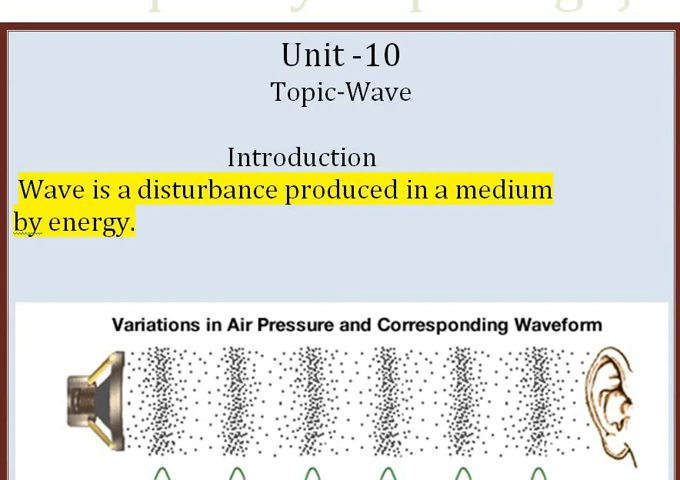 Unit -10
Topic-Wave
Introduction
Wave is a disturbance produced in a medium
by energy.
Variations in Air Pressure and Corresponding Waveform